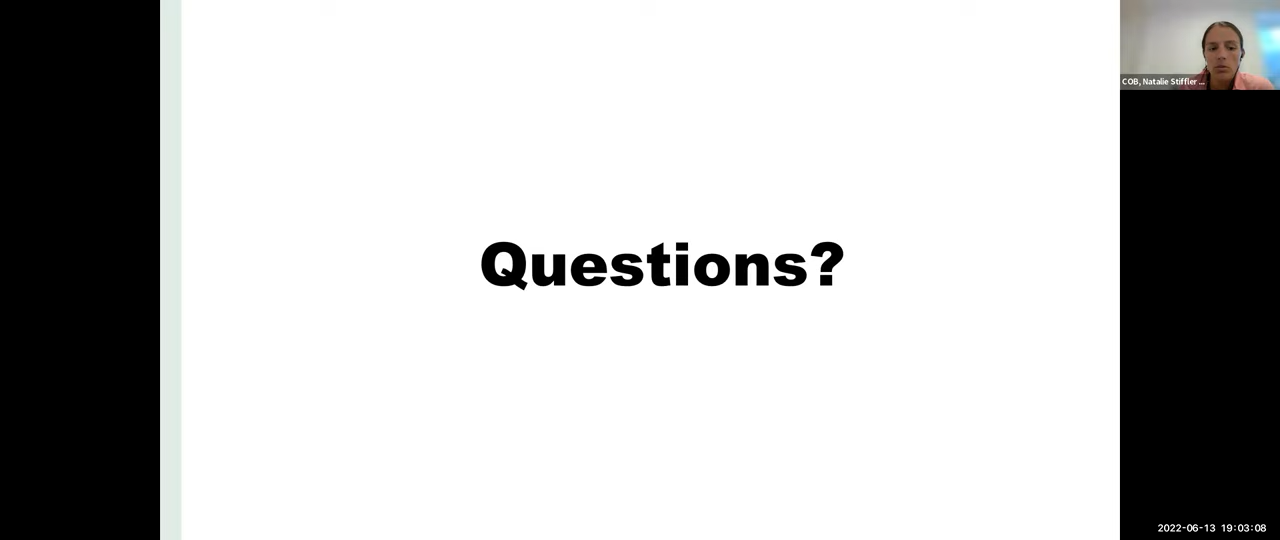 COB, Natalie Stiffler ...
Questions?
2022-06-13 19:03:08